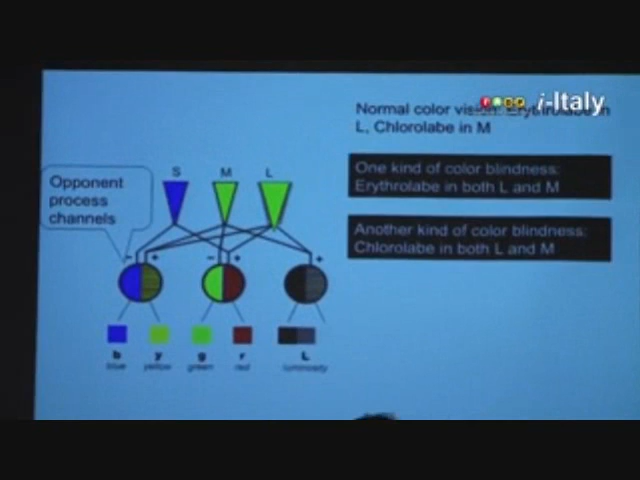 i-Italy
Normal color vision: Erythrolabe in
L, Chlorolabe in M
One kind of color blindness:
Erythrolabe in both L and M
Another kind of color blindness:
Chlorolabe in both L and M
Opponent
process
channels
S M L
- + - + +
b y g r L
blue yellow green red luminosity